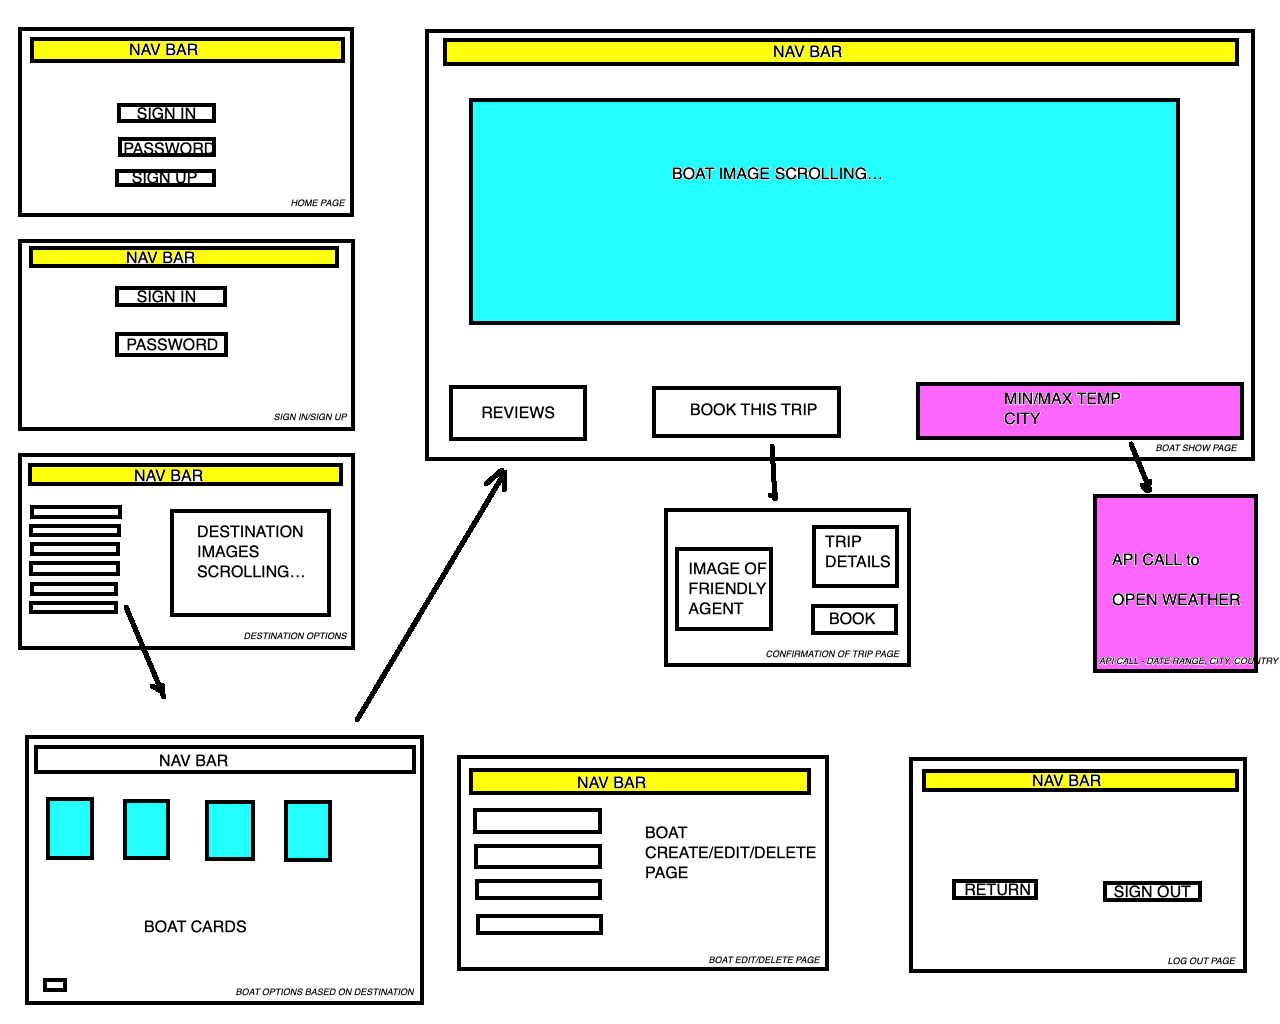 NAV BAR
SIGN IN
PASSWORD
SIGN UP
HOME PAGE
NAV BAR
SIGN IN
PASSWORD
SIGN IN/SIGN UP
NAV BAR
DESTINATION
IMAGES
SCROLLING...
DESTINATION OPTIONS
NAV BAR
BOAT CARDS
BOAT OPTIONS BASED ON DESTINATION
NAV BAR
BOAT IMAGE SCROLLING...
REVIEWS
BOOK THIS TRIP
MIN/MAX TEMP
CITY
BOAT SHOW PAGE
IMAGE OF
FRIENDLY
AGENT
TRIP
DETAILS
BOOK
CONFIRMATION OF TRIP PAGE
API CALL to
OPEN WEATHER
API CALL - DATE RANGE, CITY, COUNTRY
NAV BAR
BOAT
CREATE/EDIT/DELETE
PAGE
BOAT EDIT/DELETE PAGE
NAV BAR
RETURN
SIGN OUT
LOG OUT PAGE